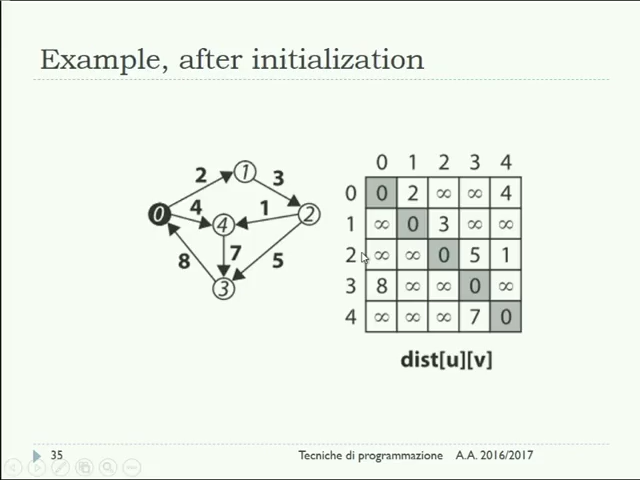 Example, after initialization
0 1 2 3 4
0 0 2 ∞ ∞ 4
1 ∞ 0 3 ∞ ∞
2 ∞ ∞ 0 5 1
3 8 ∞ ∞ 0 ∞
4 ∞ ∞ ∞ 7 0
dist[u][v]
2 1 3
0 4 4 1 2
8 7 5
3
35 Tecniche di programmazione A.A. 2016/2017